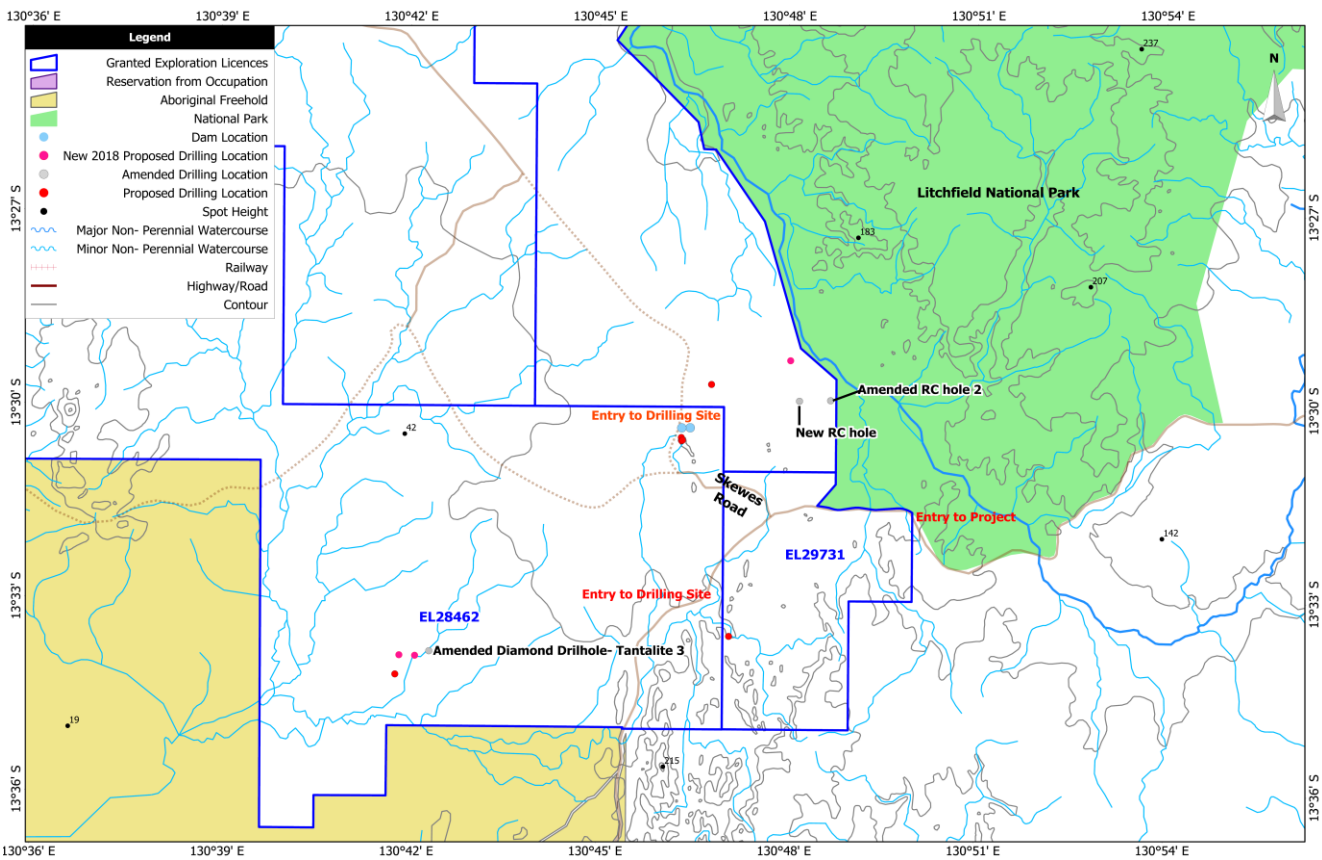 130°36' E
130°39' E
130°42' E
130°45' E
130°48' E
130°51' E
130°54' E
Legend
Granted Exploration Licences
Reservation from Occupation
Aboriginal Freehold
National Park
Dam Location
New 2018 Proposed Drilling Location
Amended Drilling Location
Proposed Drilling Location
Spot Height
Major Non- Perennial Watercourse
Minor Non- Perennial Watercourse
Railway
Highway/Road
Contour
237
N
Litchfield National Park
13°27' S
13°27' S
183
207
Amended RC hole 2
13°30' S
13°30' S
Entry to Drilling Site
42
New RC hole
Skewes
Road
Entry to Project
142
EL29731
13°33' S
13°33' S
Entry to Drilling Site
EL28462
Amended Diamond Drilhole- Tantalite 3
19
215
13°36' S
13°36' S
130°36' E
130°39' E
130°42' E
130°45' E
130°48' E
130°51' E
130°54' E